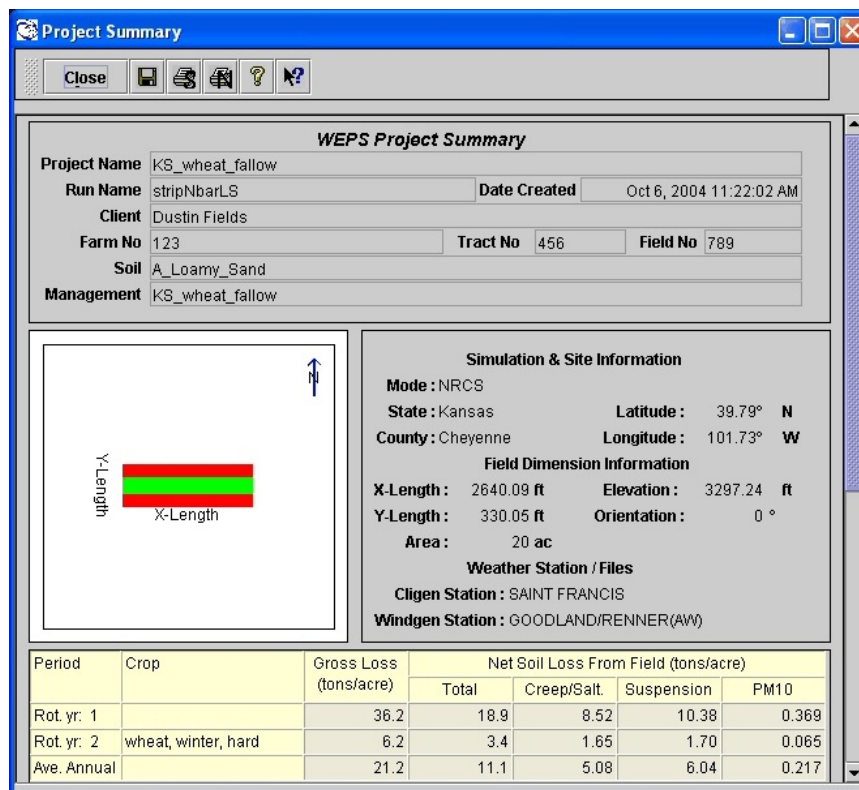 Project Summary
Close
WEPS Project Summary
Project Name KS_wheat_fallow
Run Name stripNbarLS Date Created Oct 6, 2004 11:22:02 AM
Client Dustin Fields
Farm No 123 Tract No 456 Field No 789
Soil A_Loamy_Sand
Management KS_wheat_fallow
N
Y-Length
X-Length
Simulation & Site Information
Mode : NRCS
State : Kansas Latitude : 39.79° N
County : Cheyenne Longitude : 101.73° W
Field Dimension Information
X-Length : 2640.09 ft Elevation : 3297.24 ft
Y-Length : 330.05 ft Orientation : 0 °
Area : 20 ac
Weather Station / Files
Cligen Station : SAINT FRANCIS
Windgen Station : GOODLAND/RENNER(AW)
Period Crop Gross Loss Net Soil Loss From Field (tons/acre)
(tons/acre) Total Creep/Salt. Suspension PM10
Rot. yr: 1 36.2 18.9 8.52 10.38 0.369
Rot. yr: 2 wheat, winter, hard 6.2 3.4 1.65 1.70 0.065
Ave. Annual 21.2 11.1 5.08 6.04 0.217